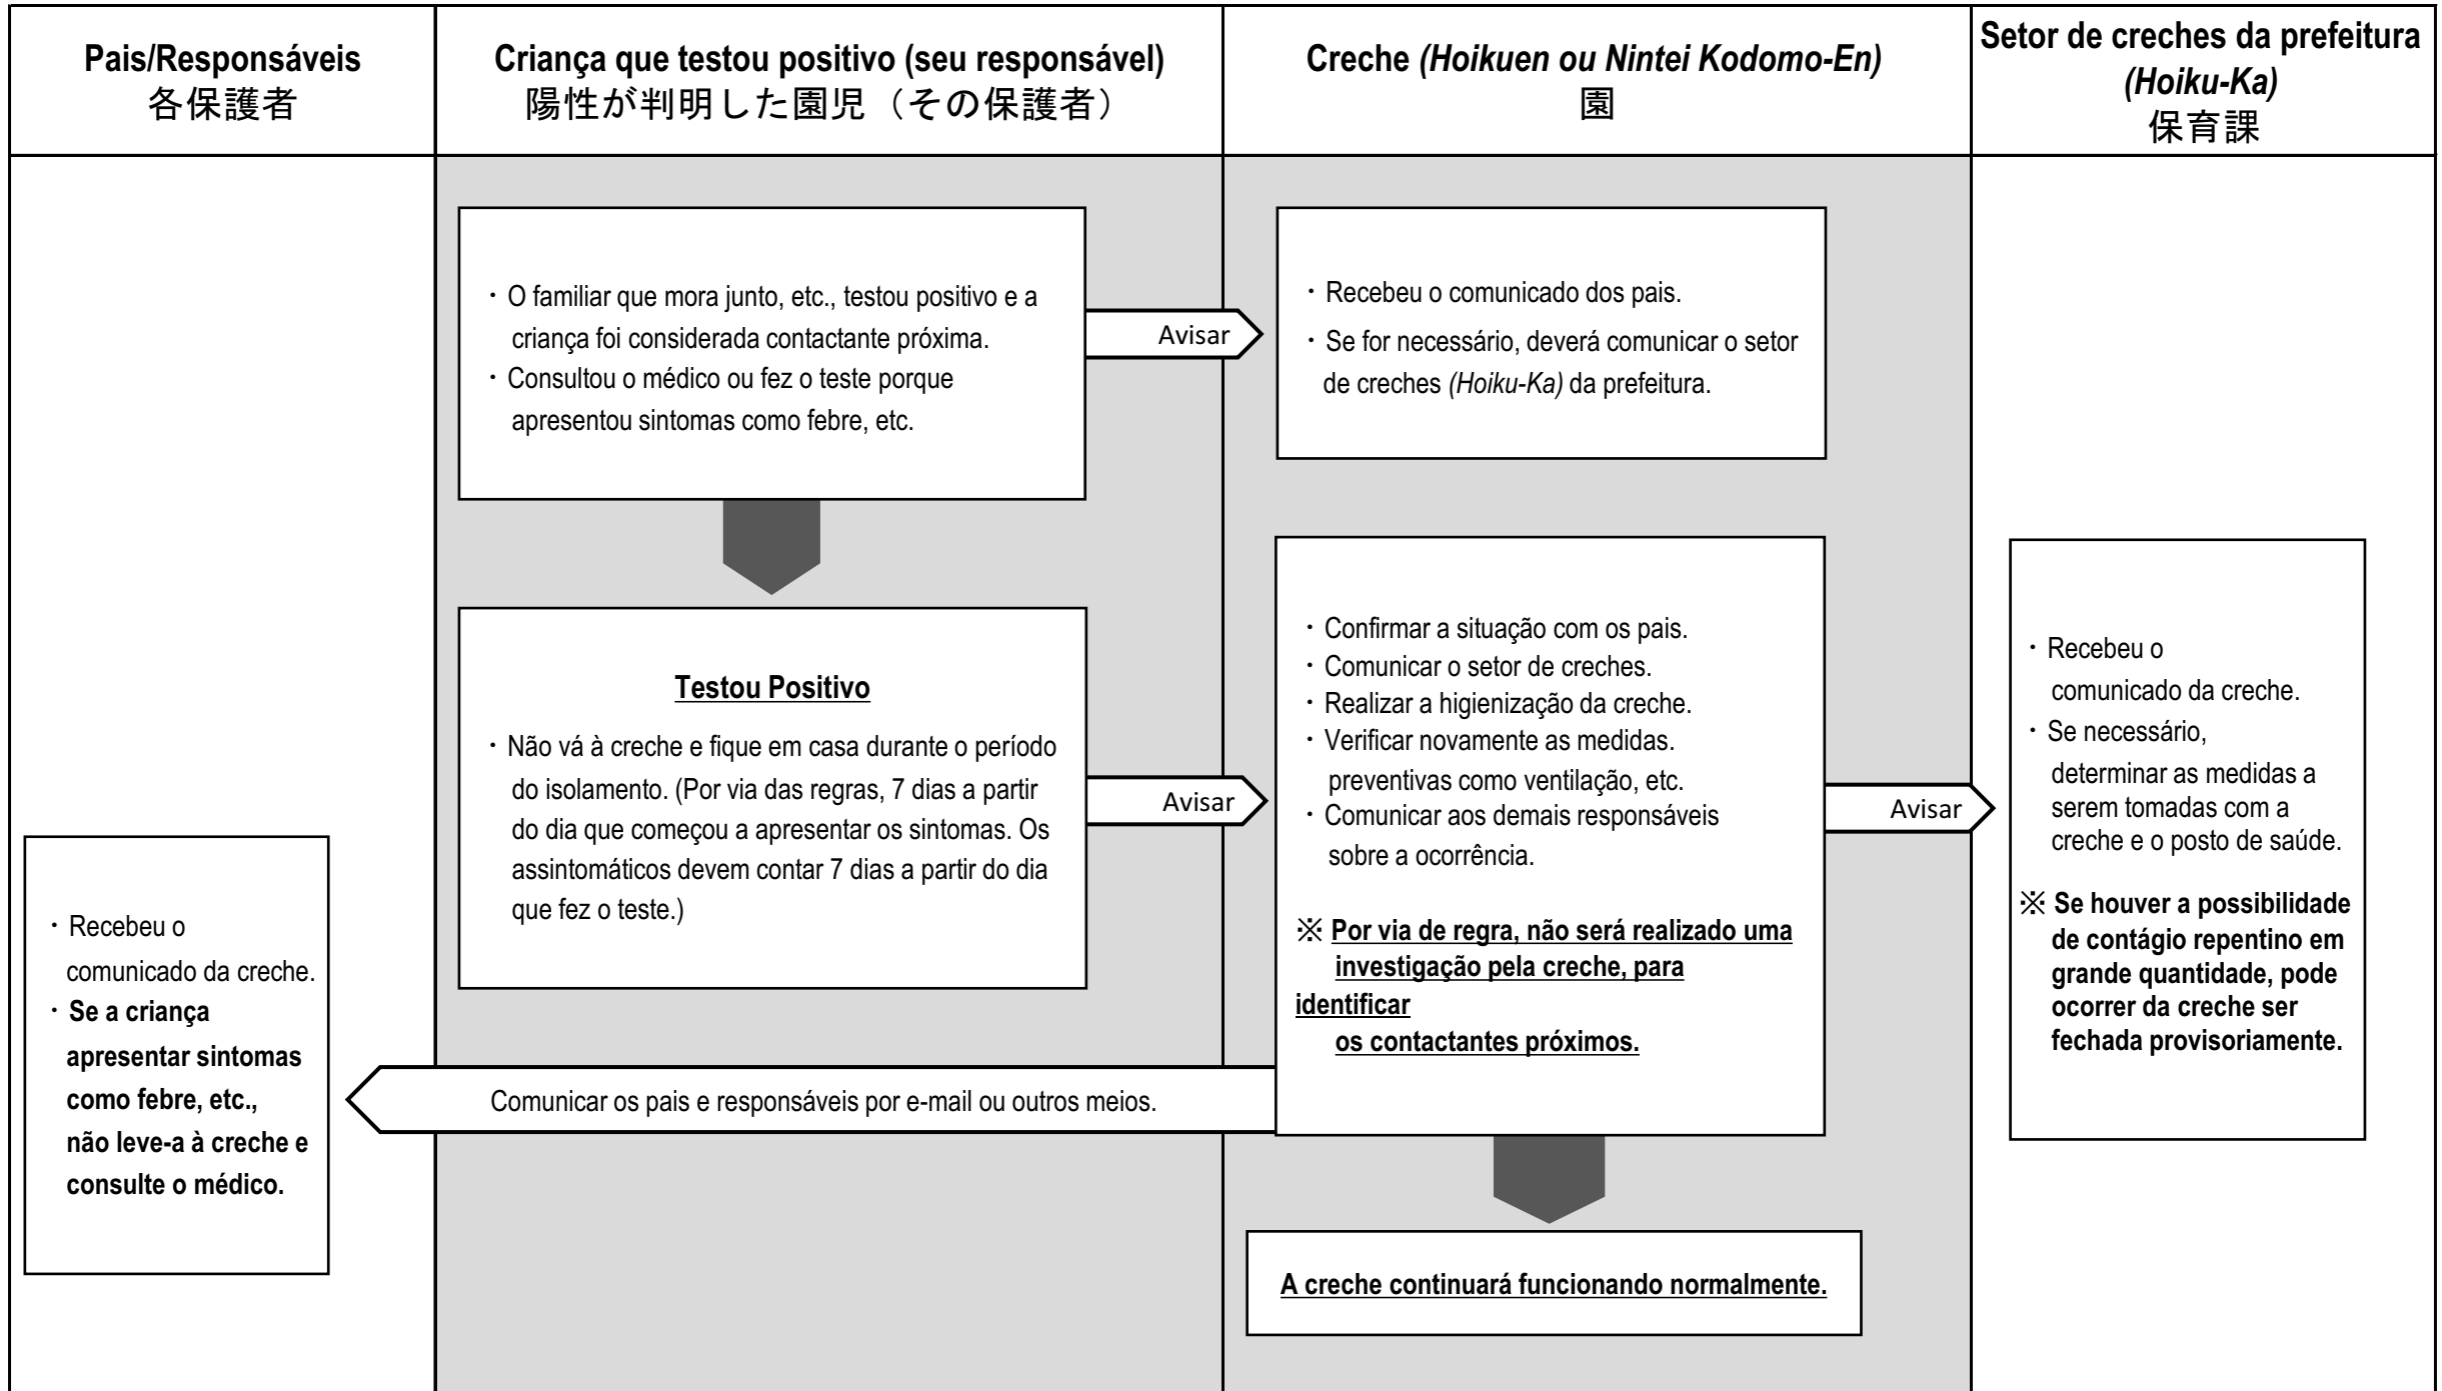 Pais/Responsáveis
各保護者
Criança que testou positivo (seu responsável)
陽性が判明した園児（その保護者）
Creche (Hoikuen ou Nintei Kodomo-En)
園
Setor de creches da prefeitura
(Hoiku-Ka)
保育課
・O familiar que mora junto, etc., testou positivo e a
criança foi considerada contactante próxima.
・Consultou o médico ou fez o teste porque
apresentou sintomas como febre, etc.
Avisar
・Recebeu o comunicado dos pais.
・Se for necessário, deverá comunicar o setor
de creches (Hoiku-Ka) da prefeitura.
Testou Positivo
・Não vá à creche e fique em casa durante o período
do isolamento. (Por via das regras, 7 dias a partir
do dia que começou a apresentar os sintomas. Os
assintomáticos devem contar 7 dias a partir do dia
que fez o teste.)
Avisar
・Confirmar a situação com os pais.
・Comunicar o setor de creches.
・Realizar a higienização da creche.
・Verificar novamente as medidas.
preventivas como ventilação, etc.
・Comunicar aos demais responsáveis
sobre a ocorrência.
※ Por via de regra, não será realizado uma
investigação pela creche, para
identificar
os contactantes próximos.
Avisar
・Recebeu o
comunicado da creche.
・Se necessário,
determinar as medidas a
serem tomadas com a
creche e o posto de saúde.
※ Se houver a possibilidade
de contágio repentino em
grande quantidade, pode
ocorrer da creche ser
fechada provisoriamente.
Comunicar os pais e responsáveis por e-mail ou outros meios.
・Recebeu o
comunicado da creche.
・Se a criança
apresentar sintomas
como febre, etc.,
não leve-a à creche e
consulte o médico.
A creche continuará funcionando normalmente.